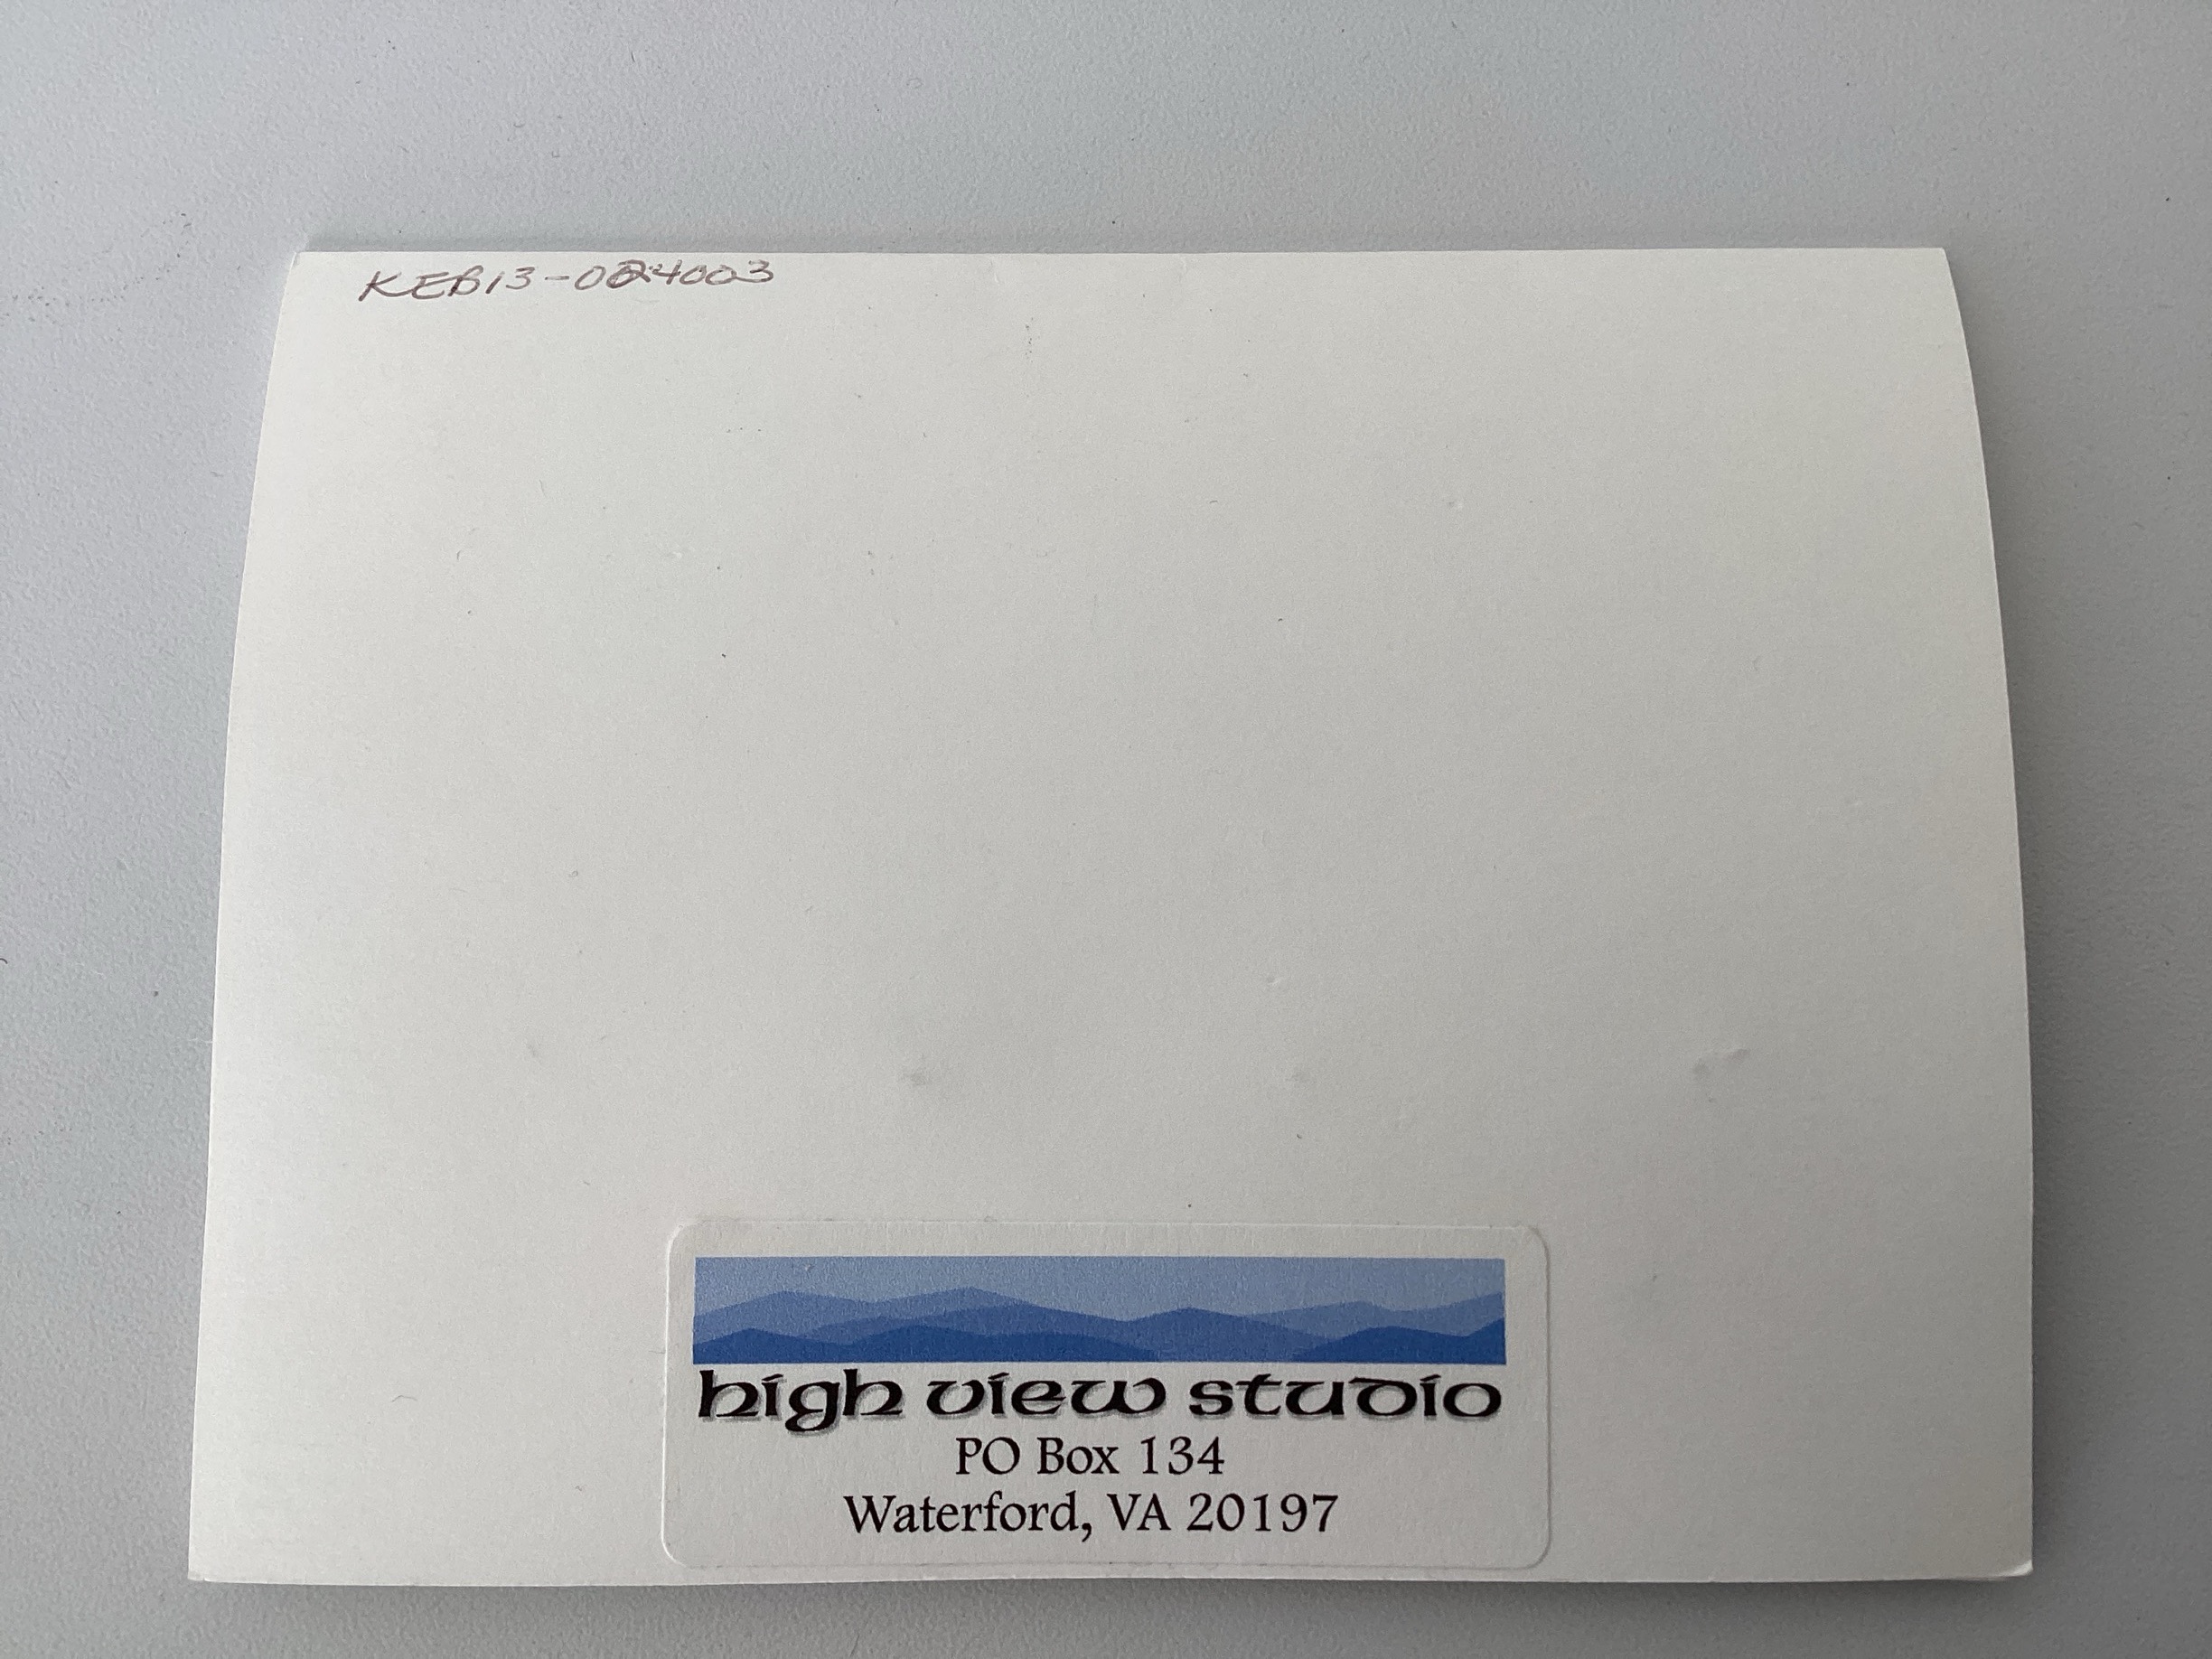 KEB13-024003
high view studio
PO Box 134
Waterford, VA 20197